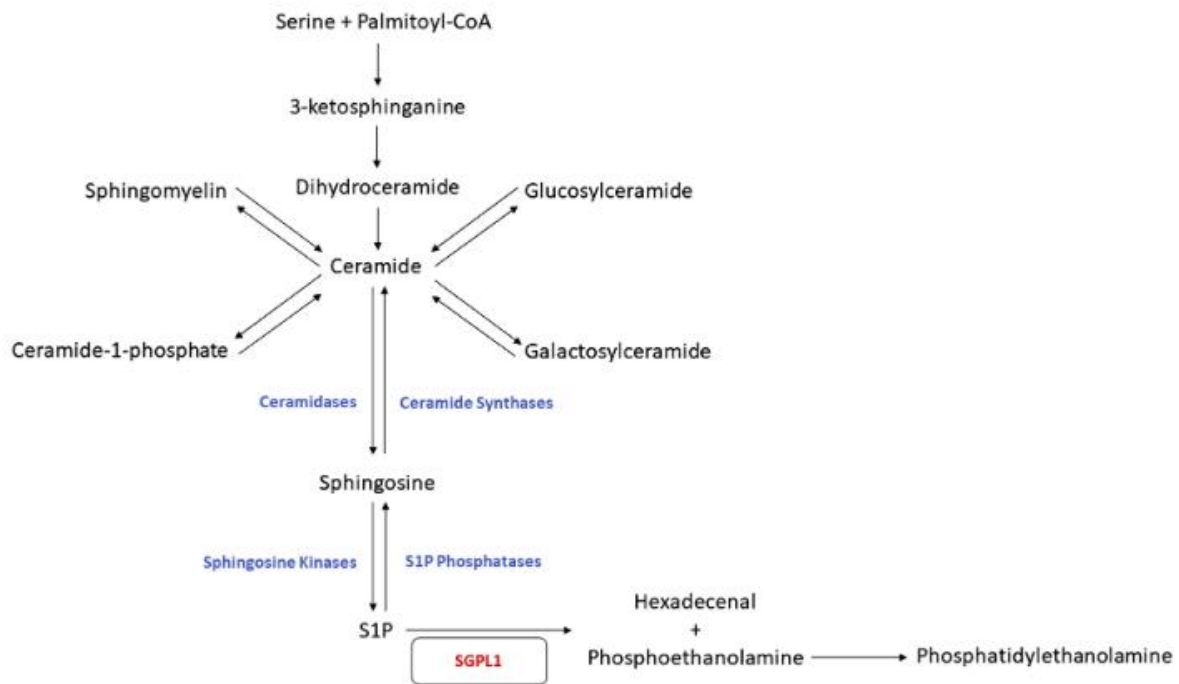 Serine + Palmitoyl-CoA
3-ketosphinganine
Dihydroceramide
Sphingomyelin
Glucosylceramide
Ceramide
Ceramide-1-phosphate
Galactosylceramide
Ceramidases
Ceramide Synthases
Sphingosine
Sphingosine Kinases
S1P Phosphatases
Hexadecenal
S1P
+
SGPL1
Phosphoethanolamine
Phosphatidylethanolamine